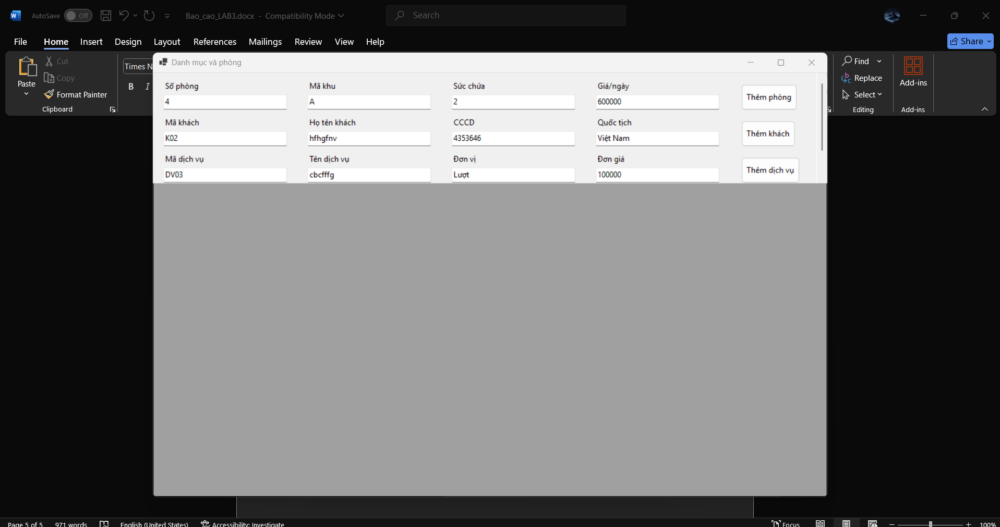 AutoSave Off Bao_cao_LAB3.docx - Compatibility Mode Search
File Home Insert Design Layout References Mailings Review View Help Share
Paste Cut Copy Format Painter Clipboard
Times N
B I
Find Replace Select Editing
Add-ins Add-ins
Danh mục và phòng
Số phòng Mã khu Sức chứa Giá/ngày
4 A 2 600000 Thêm phòng
Mã khách Họ tên khách CCCD Quốc tịch
K02 hfhgfnv 4353646 Việt Nam Thêm khách
Mã dịch vụ Tên dịch vụ Đơn vị Đơn giá
DV03 cbcfffg Lượt 100000 Thêm dịch vụ
Page 5 of 5 971 words English (United States) Accessibility: Investigate Focus 100%